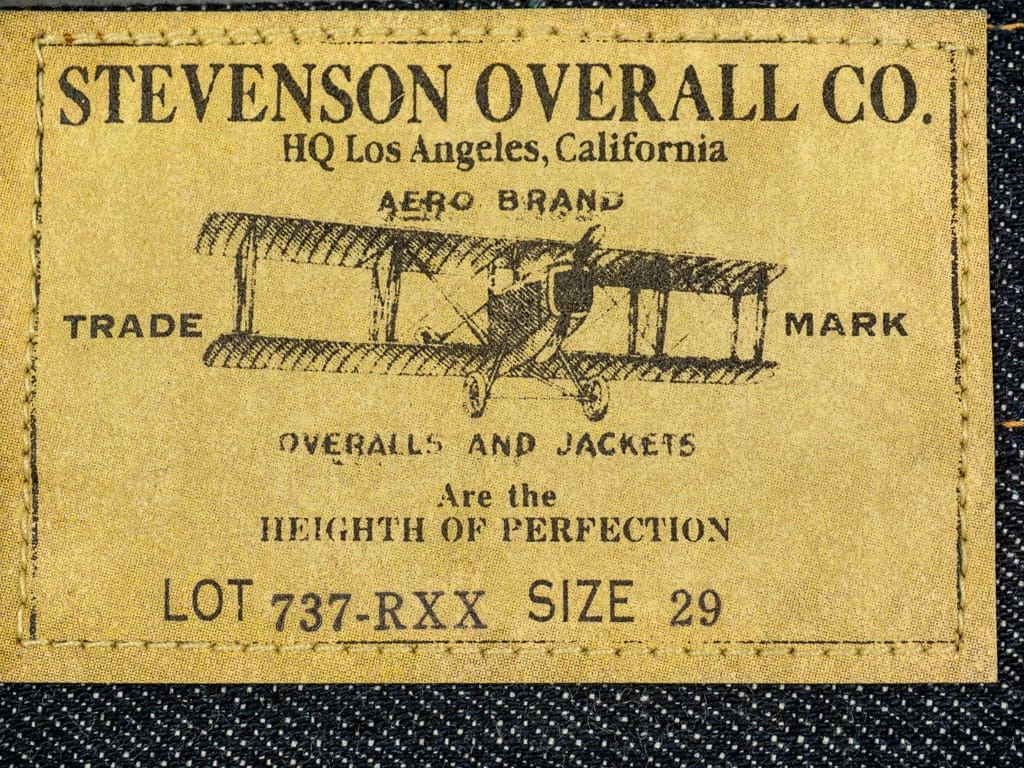 STEVENSON OVERALL CO.
HQ Los Angeles, California
AERO BRAND
TRADE MARK
OVERALLS AND JACKETS
Are the
HEIGHTH OF PERFECTION
LOT 737-RXX SIZE 29